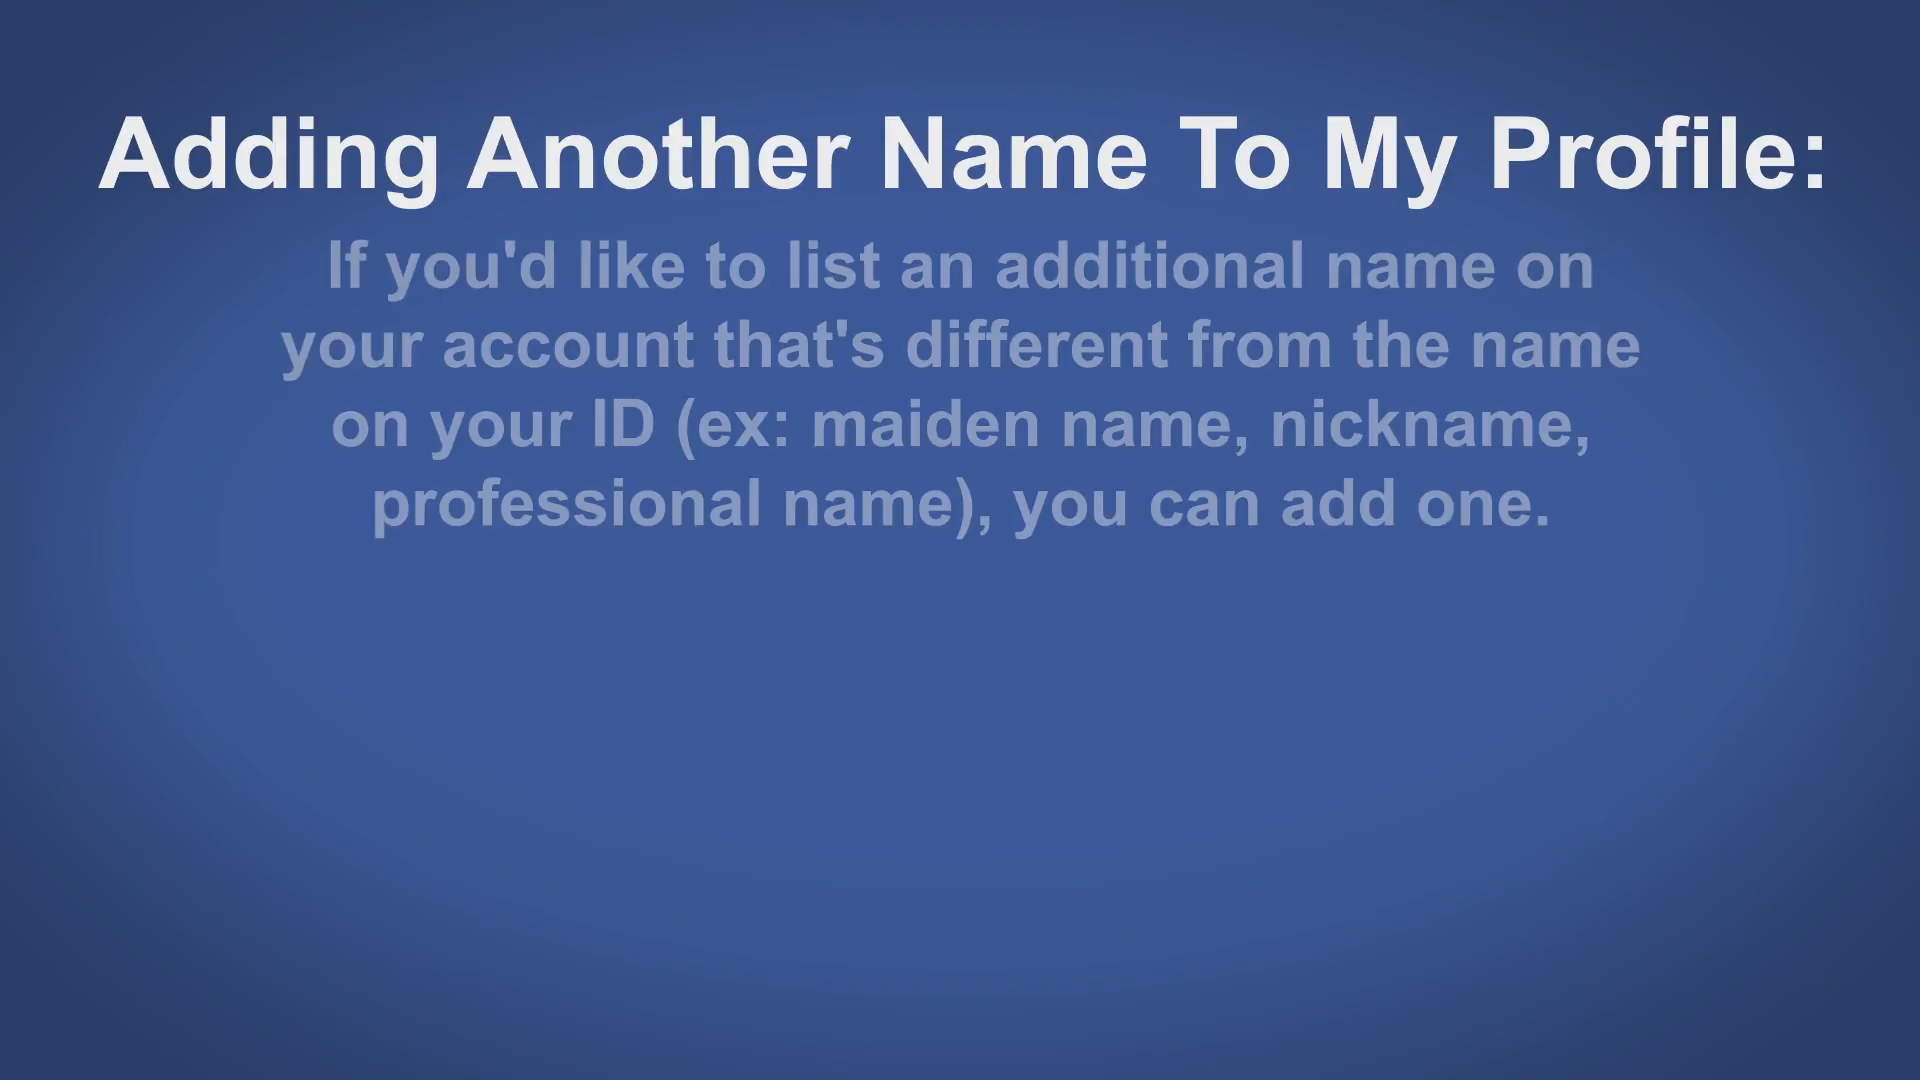 Adding Another Name To My Profile:
If you'd like to list an additional name on
your account that's different from the name
on your ID (ex: maiden name, nickname,
professional name), you can add one.